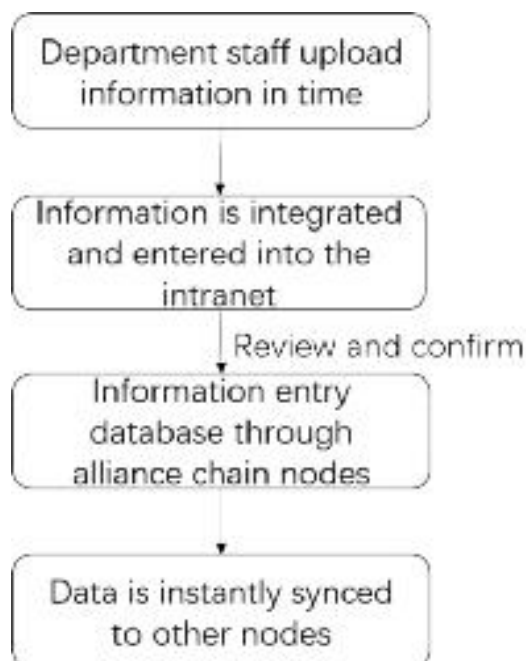 Department staff upload
information in time
Information is integrated
and entered into the
intranet
Review and confirm
Information entry
database through
alliance chain nodes
Data is instantly synced
to other nodes